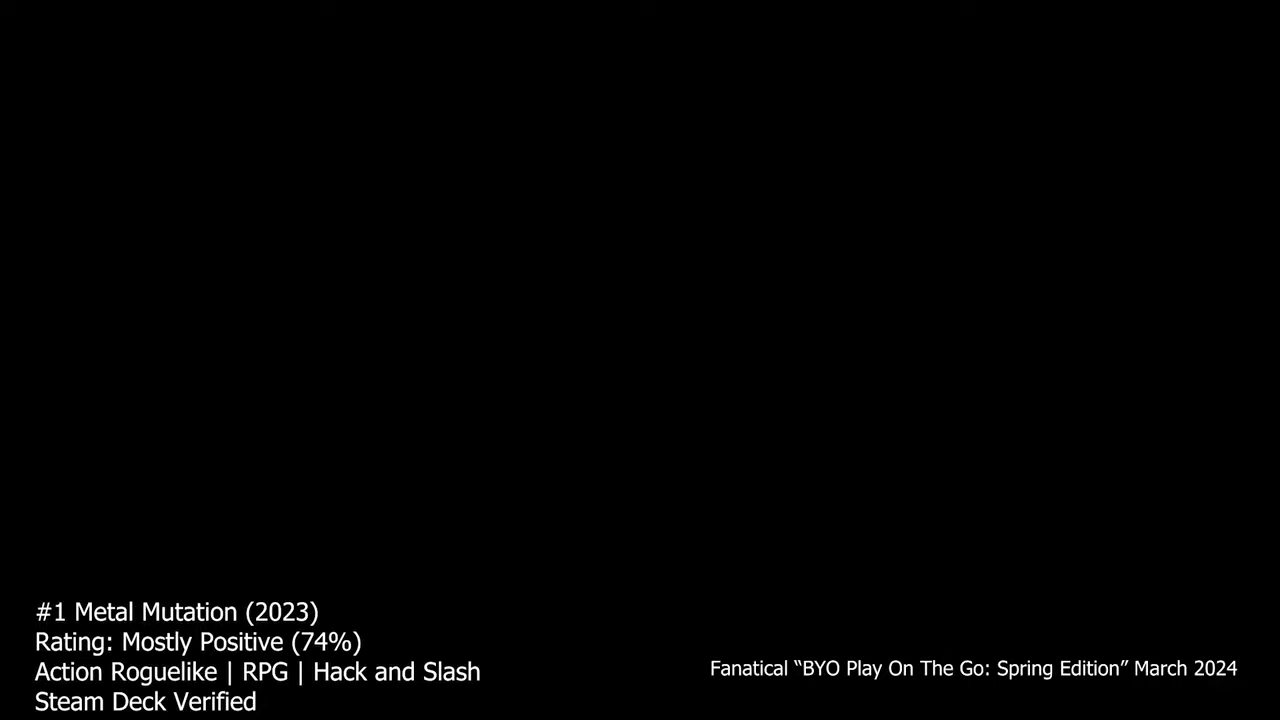 #1 Metal Mutation (2023)
Rating: Mostly Positive (74%)
Action Roguelike | RPG | Hack and Slash
Steam Deck Verified
Fanatical “BYO Play On The Go: Spring Edition” March 2024